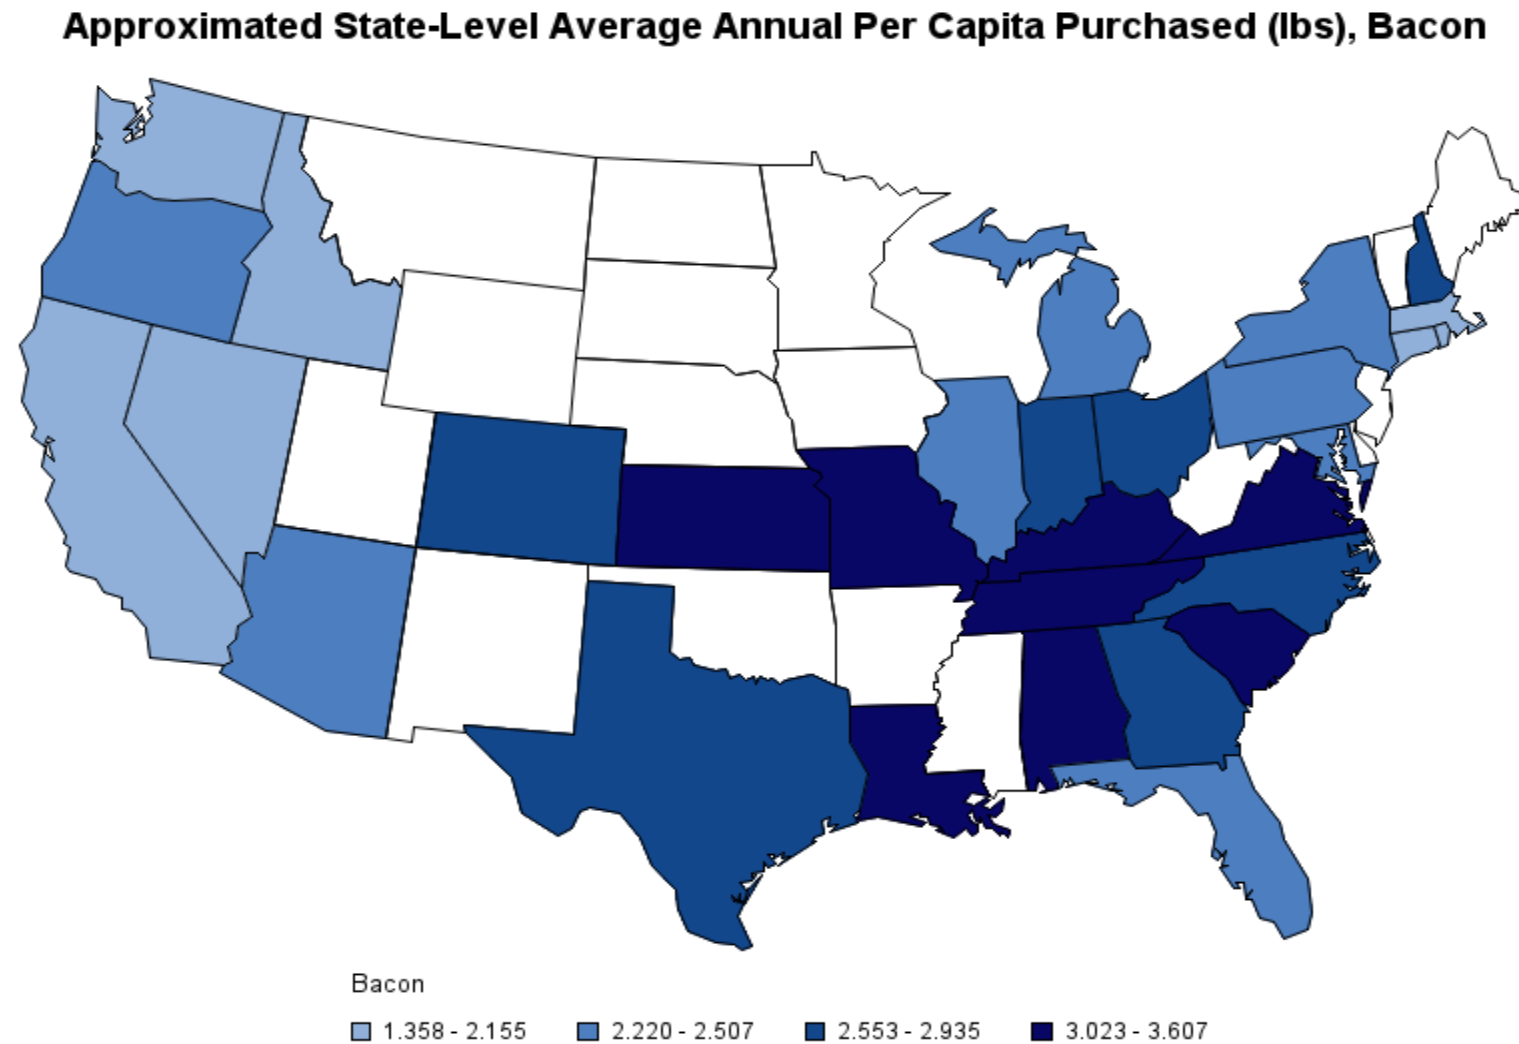 Approximated State-Level Average Annual Per Capita Purchased (lbs), Bacon
Bacon
1.358 - 2.155 2.220 - 2.507 2.553 - 2.935 3.023 - 3.607